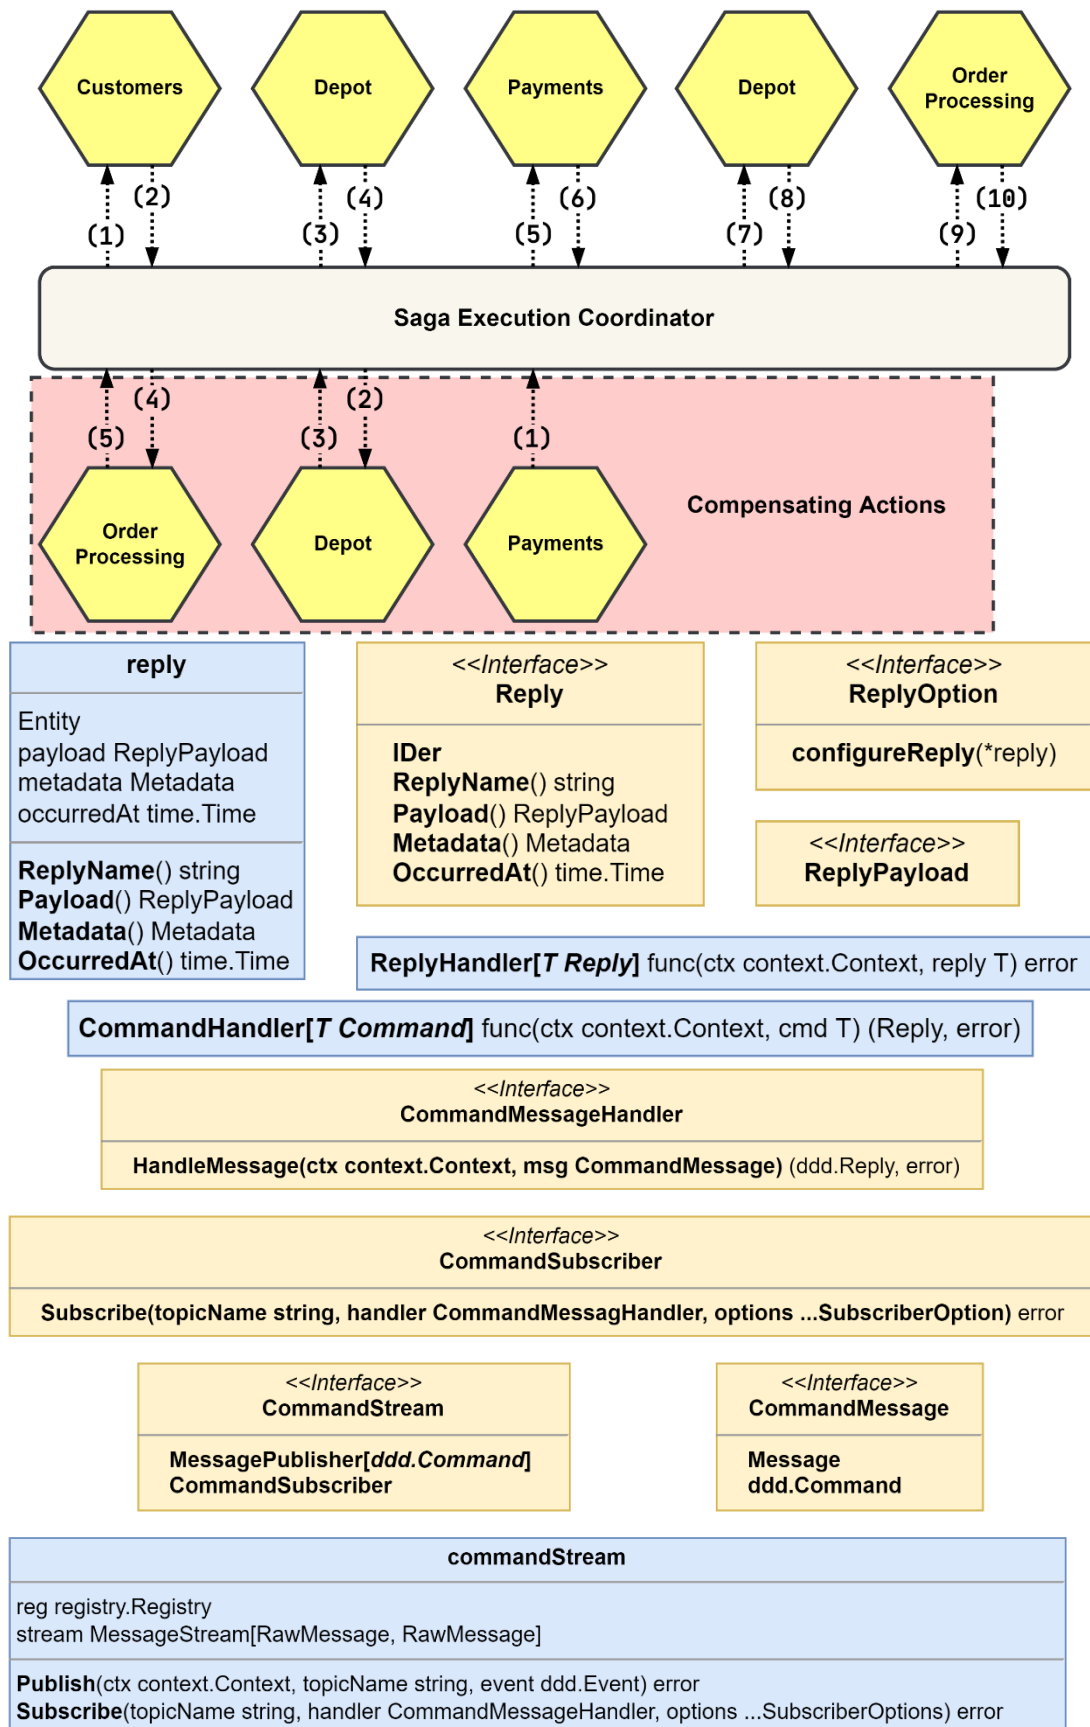 Customers
Depot
Payments
Depot
Order
Processing
(1)
(2)
(3)
(4)
(5)
(6)
(7)
(8)
(9)
(10)
Saga Execution Coordinator
(5)
(4)
(3)
(2)
(1)
Order
Processing
Depot
Payments
Compensating Actions
reply
Entity
payload ReplyPayload
metadata Metadata
occurredAt time.Time
ReplyName() string
Payload() ReplyPayload
Metadata() Metadata
OccurredAt() time.Time
<<Interface>>
Reply
IDer
ReplyName() string
Payload() ReplyPayload
Metadata() Metadata
OccurredAt() time.Time
<<Interface>>
ReplyOption
configureReply(*reply)
<<Interface>>
ReplyPayload
ReplyHandler[T Reply] func(ctx context.Context, reply T) error
CommandHandler[T Command] func(ctx context.Context, cmd T) (Reply, error)
<<Interface>>
CommandMessageHandler
HandleMessage(ctx context.Context, msg CommandMessage) (ddd.Reply, error)
<<Interface>>
CommandSubscriber
Subscribe(topicName string, handler CommandMessagHandler, options ...SubscriberOption) error
<<Interface>>
CommandStream
MessagePublisher[ddd.Command]
CommandSubscriber
<<Interface>>
CommandMessage
Message
ddd.Command
commandStream
reg registry.Registry
stream MessageStream[RawMessage, RawMessage]
Publish(ctx context.Context, topicName string, event ddd.Event) error
Subscribe(topicName string, handler CommandMessageHandler, options ...SubscriberOptions) error